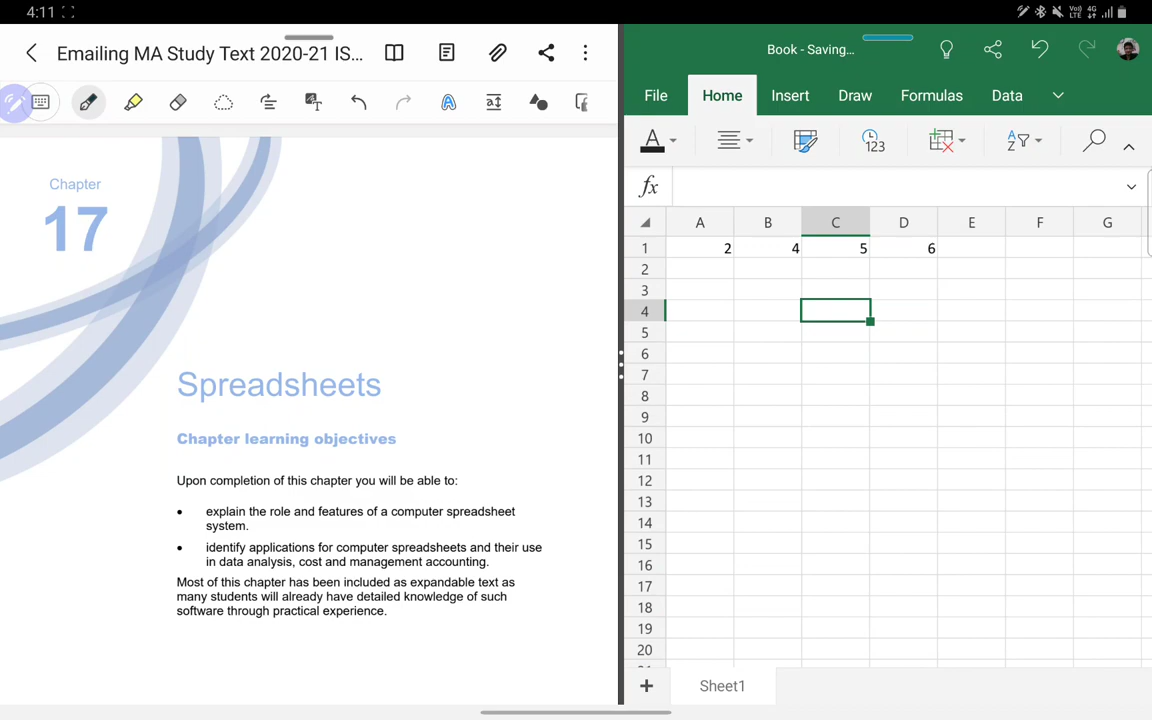 4:11
VoI) LTE 4G
Emailing MA Study Text 2020-21 IS...
Chapter
17
Spreadsheets
Chapter learning objectives
Upon completion of this chapter you will be able to:
• explain the role and features of a computer spreadsheet
system.
• identify applications for computer spreadsheets and their use
in data analysis, cost and management accounting.
Most of this chapter has been included as expandable text as
many students will already have detailed knowledge of such
software through practical experience.
Book - Saving...
File Home Insert Draw Formulas Data
A 123 A Z
fx
A B C D E F G
1 2 4 5 6
2
3
4
5
6
7
8
9
10
11
12
13
14
15
16
17
18
19
20
+ Sheet1